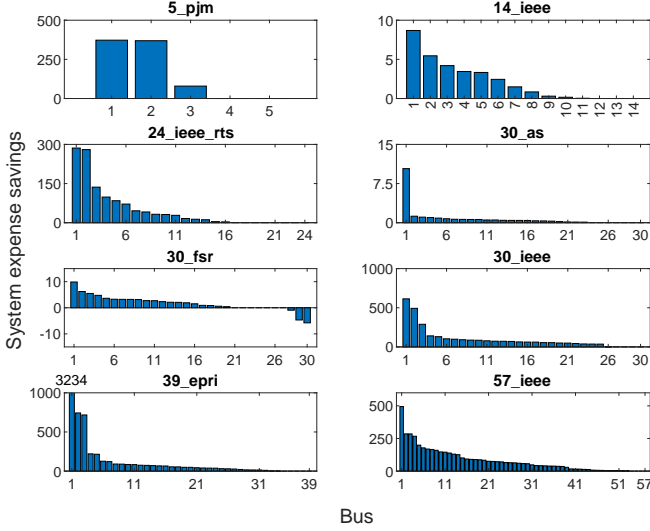 5_pjm
500
250
0
1 2 3 4 5
14_ieee
10
5
0
1 2 3 4 5 6 7 8 9 10 11 12 13 14
24_ieee_rts
300
150
0
1 6 11 16 21 24
30_as
15
7.5
0
1 6 11 16 21 26 30
30_fsr
10
0
-10
1 6 11 16 21 26 30
30_ieee
1000
500
0
1 6 11 16 21 26 30
39_epri
3234
1000
500
0
1 11 21 31 39
57_ieee
500
250
0
1 11 21 31 41 51 57
System expense savings
Bus